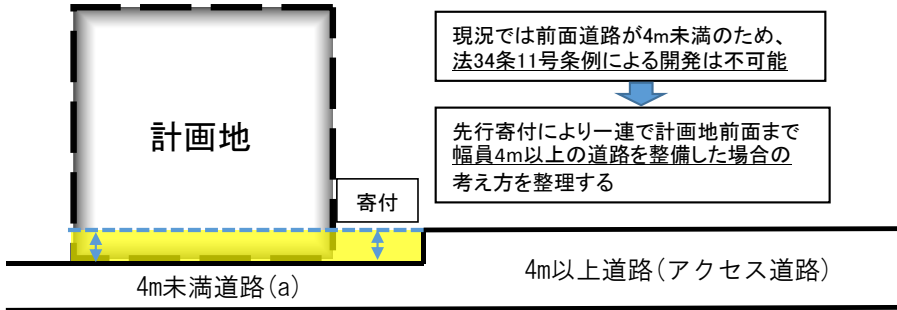 現況では前面道路が4m未満のため、
法34条11号条例による開発は不可能
計画地
先行寄付により一連で計画地前面まで
幅員4m以上の道路を整備した場合の
考え方を整理する
寄付
4m未満道路(a)
4m以上道路(アクセス道路)